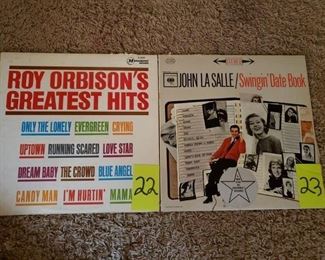 ROY ORBISON'S
GREATEST HITS
ONLY THE LONELY EVERGREEN CRYING
UPTOWN RUNNING SCARED LOVE STAR
DREAM BABY THE CROWD BLUE ANGEL
CANDY MAN I'M HURTIN' MAMA
22
STEREO
JOHN LA SALLE/Swingin' Date Book
23